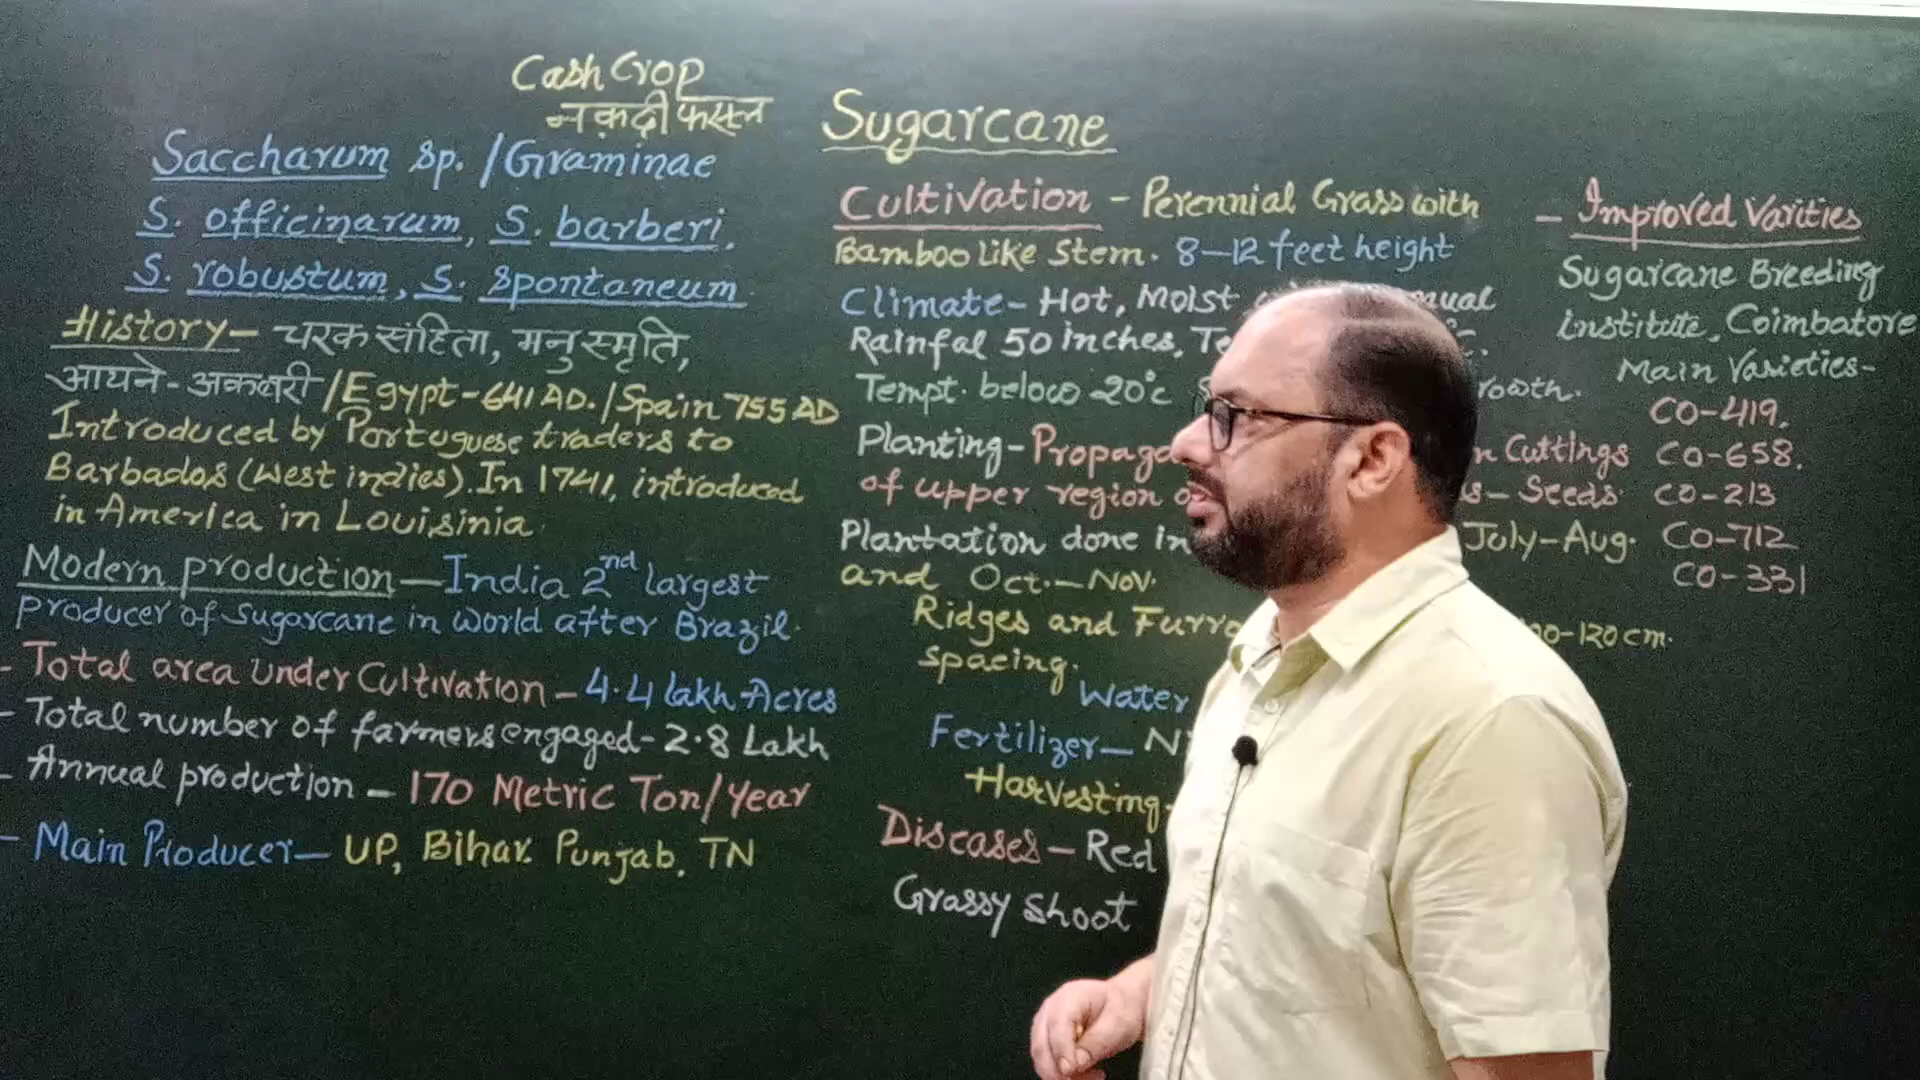 Cash Crop
नक़दी फसल
Sugarcane
Saccharum sp. / Graminae
S. officinarum, S. barberi,
S. robustum, S. spontaneum
History – चरक संहिता, मनुस्मृति,
आयने - अकबरी / Egypt - 641 AD. / Spain 755 AD
Introduced by Portuguese traders to
Barbados (west indies). In 1741, introduced
in America in Louisinia
Modern production – India 2nd largest
producer of sugarcane in world after Brazil.
- Total area under Cultivation – 4.4 lakh Acres
- Total number of farmers engaged - 2.8 Lakh
- Annual production – 170 Metric Ton/Year
- Main Producer – UP, Bihar. Punjab, TN
Cultivation - Perennial Grass with
Bamboo like Stem. 8–12 feet height
Climate – Hot, Moist
Rainfal 50 inches,
Tempt. below 20°c
Planting - Cuttings
of upper region - Seeds
Plantation done in July–Aug.
and Oct. – Nov.
Ridges and 120 cm.
spacing.
Water
Fertilizer –
Harvesting -
Diseases – Red
Grassy Shoot
– Improved Varities
Sugarcane Breeding
institute, Coimbatore
Main Varieties -
CO-419.
CO-658.
CO-213
CO-712
CO-331